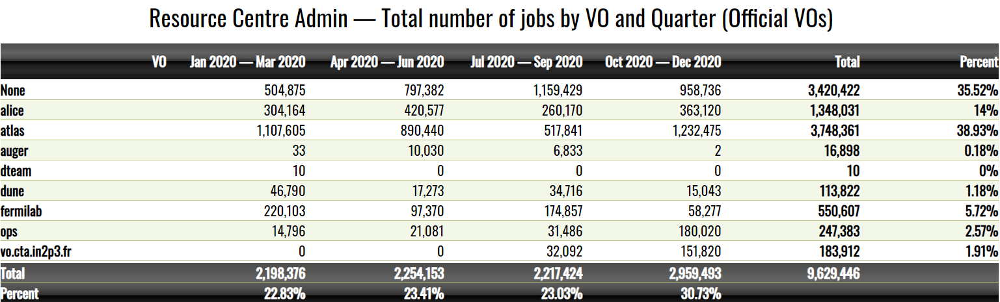 Resource Centre Admin — Total number of jobs by VO and Quarter (Official VOs)
VO Jan 2020 — Mar 2020 Apr 2020 — Jun 2020 Jul 2020 — Sep 2020 Oct 2020 — Dec 2020 Total Percent
None 504,875 797,382 1,159,429 958,736 3,420,422 35.52%
alice 304,164 420,577 260,170 363,120 1,348,031 14%
atlas 1,107,605 890,440 517,841 1,232,475 3,748,361 38.93%
auger 33 10,030 6,833 2 16,898 0.18%
dteam 10 0 0 0 10 0%
dune 46,790 17,273 34,716 15,043 113,822 1.18%
fermilab 220,103 97,370 174,857 58,277 550,607 5.72%
ops 14,796 21,081 31,486 180,020 247,383 2.57%
vo.cta.in2p3.fr 0 0 32,092 151,820 183,912 1.91%
Total 2,198,376 2,254,153 2,217,424 2,959,493 9,629,446
Percent 22.83% 23.41% 23.03% 30.73%